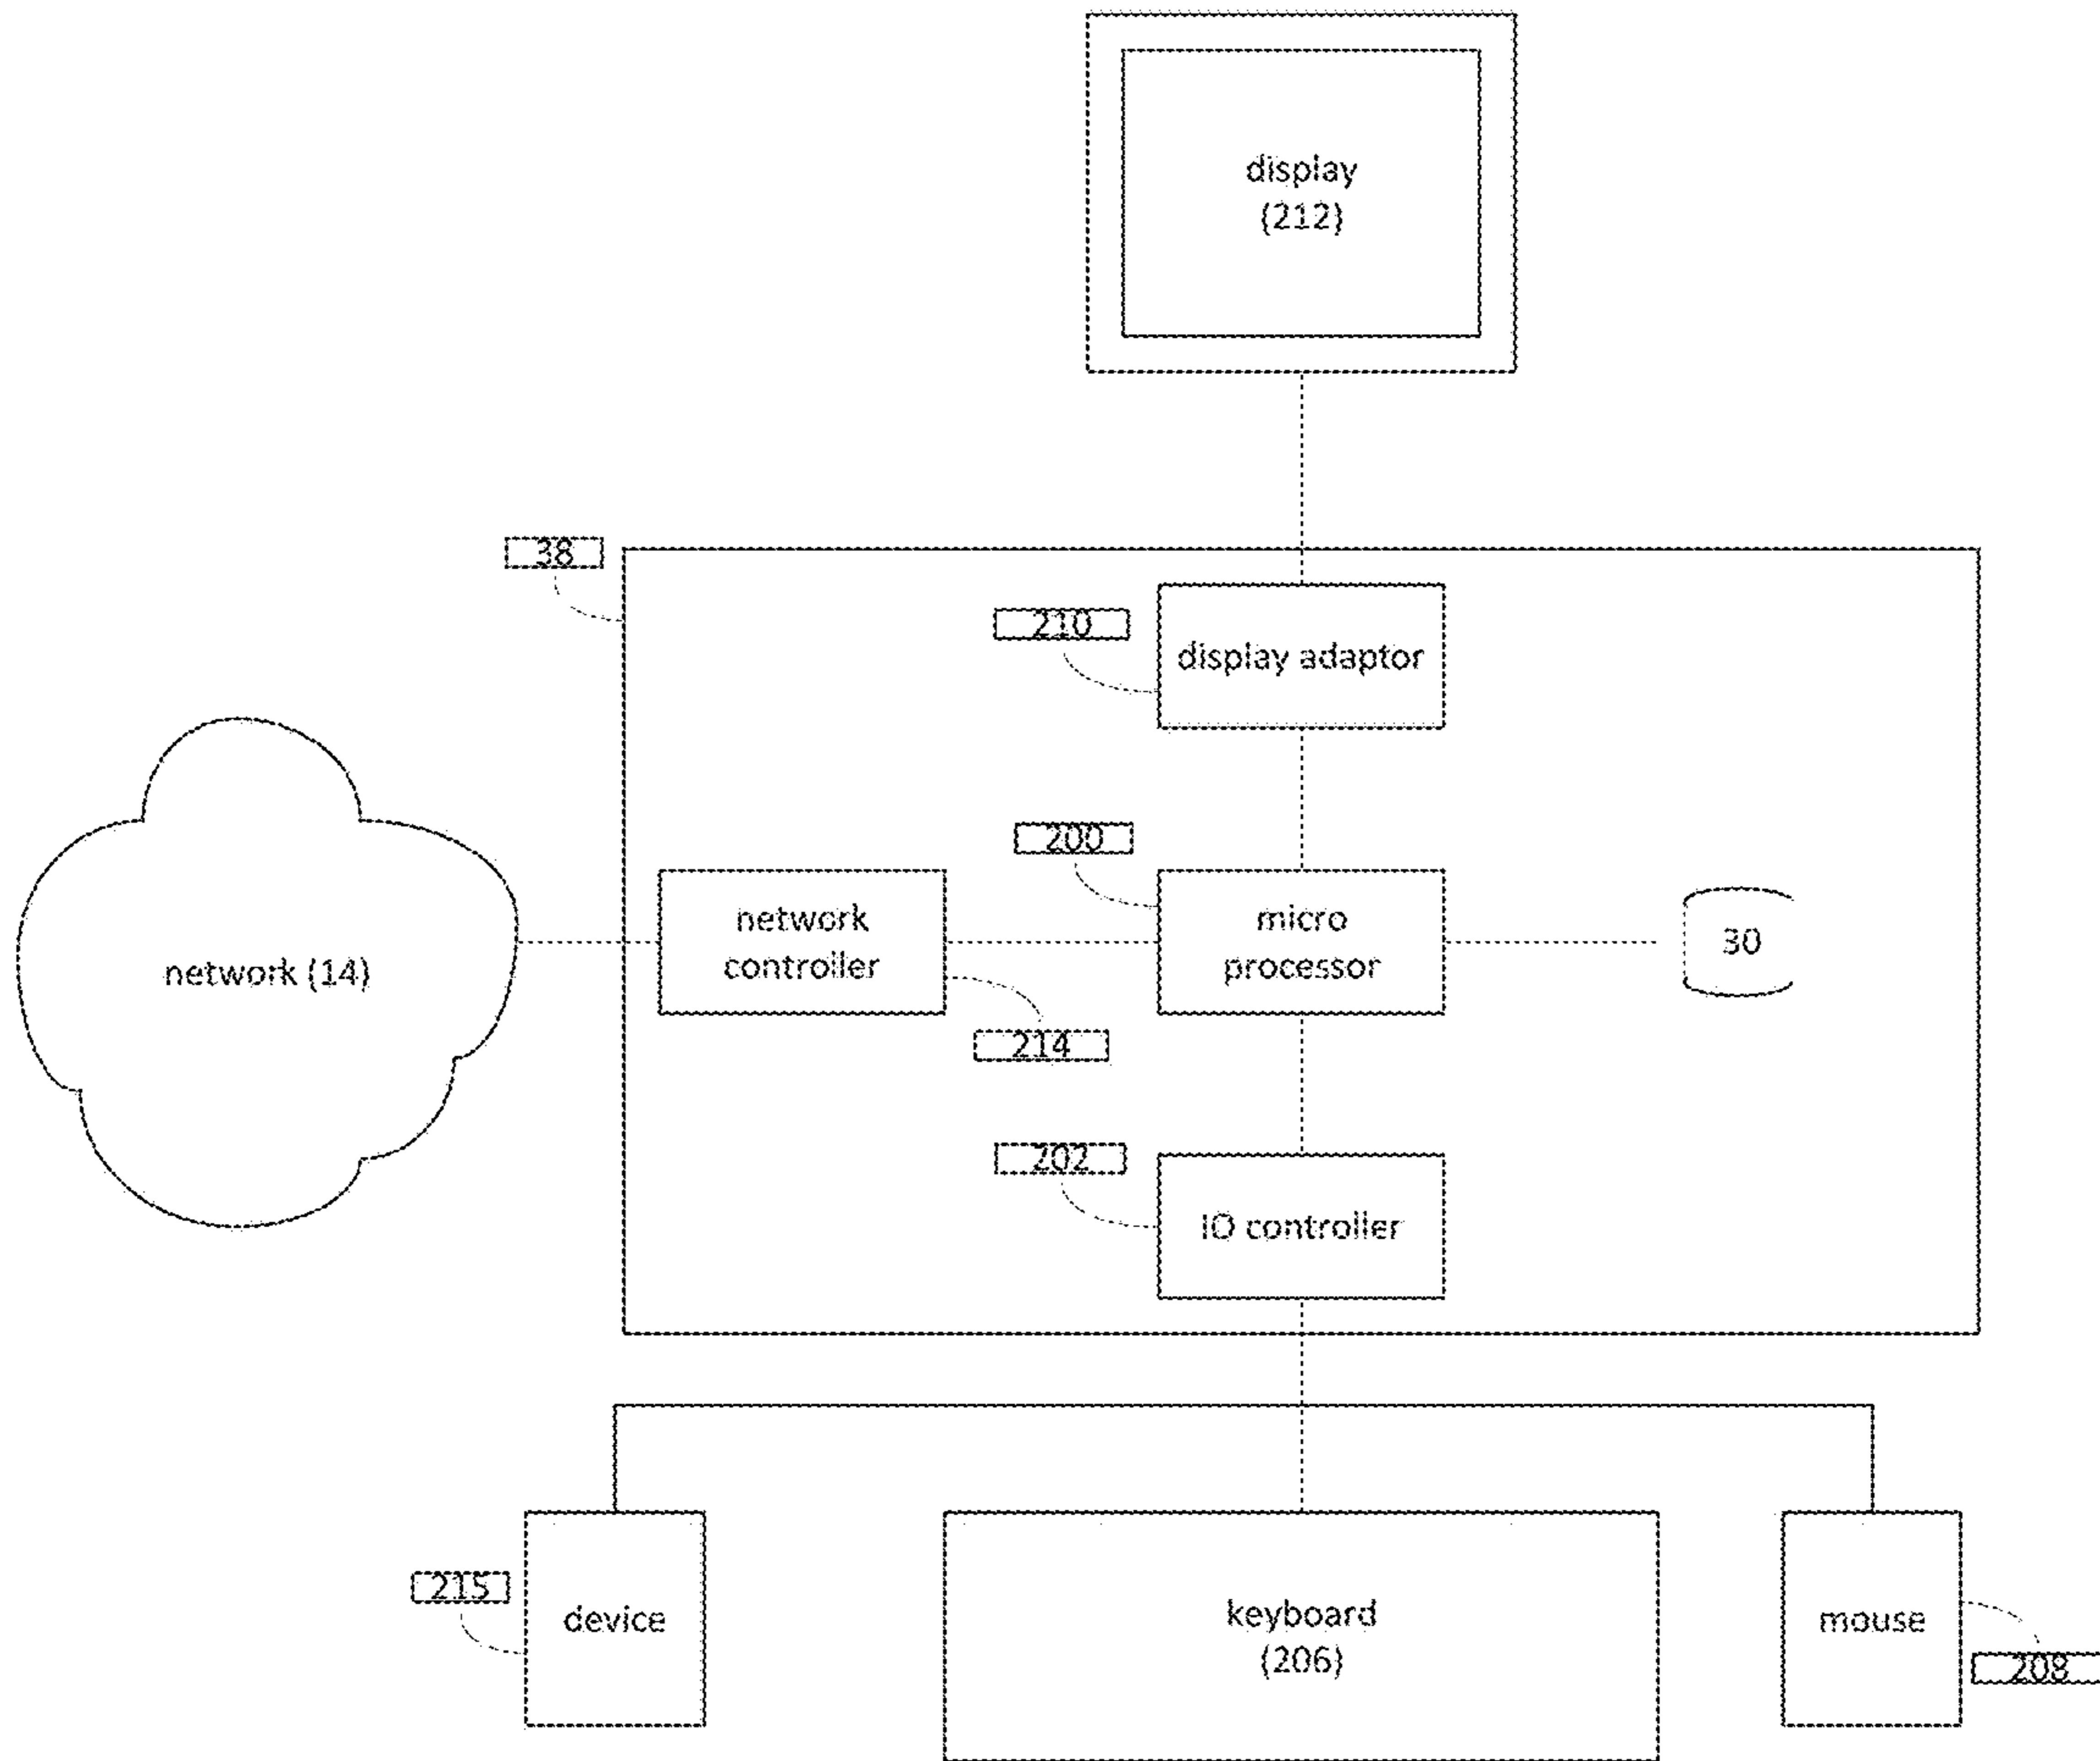 display
(212)
38
210
display adaptor
200
network
controller
micro
processor
30
network (14)
214
202
IO controller
215
device
keyboard
(206)
mouse
208